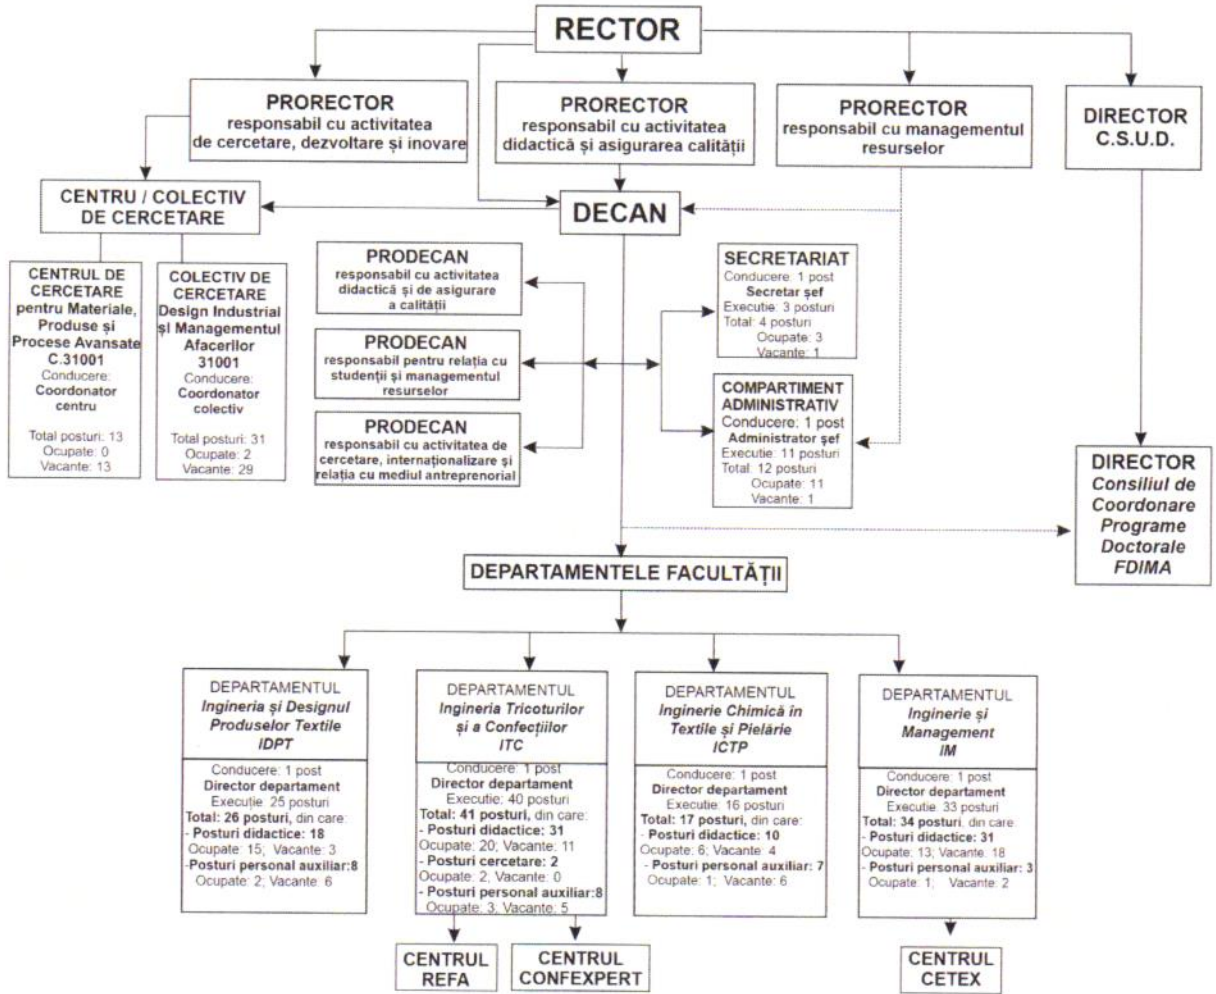 RECTOR
PRORECTOR
responsabil cu activitatea
de cercetare, dezvoltare și inovare
PRORECTOR
responsabil cu activitatea
didactică și asigurarea calității
PRORECTOR
responsabil cu managementul
resurselor
DIRECTOR
C.S.U.D.
CENTRU / COLECTIV
DE CERCETARE
DECAN
CENTRUL DE
CERCETARE
pentru Materiale,
Produse și
Procese Avansate
C.31001
Conducere:
Coordonator
centru
Total posturi: 13
Ocupate: 0
Vacante: 13
COLECTIV DE
CERCETARE
Design Industrial
și Managementul
Afacerilor
31001
Conducere:
Coordonator
colectiv
Total posturi: 31
Ocupate: 2
Vacante: 29
PRODECAN
responsabil cu activitatea
didactică și de asigurare
a calității
PRODECAN
responsabil pentru relația cu
studenții și managementul
resurselor
PRODECAN
responsabil cu activitatea de
cercetare, internaționalizare și
relația cu mediul antreprenorial
SECRETARIAT
Conducere: 1 post
Secretar șef
Executie: 3 posturi
Total: 4 posturi
Ocupate: 3
Vacante: 1
COMPARTIMENT
ADMINISTRATIV
Conducere: 1 post
Administrator șef
Executie: 11 posturi
Total: 12 posturi
Ocupate: 11
Vacante: 1
DIRECTOR
Consiliul de
Coordonare
Programe
Doctorale
FDIMA
DEPARTAMENTELE FACULTĂȚII
DEPARTAMENTUL
Ingineria și Designul
Produselor Textile
IDPT
Conducere: 1 post
Director departament
Execuție 25 posturi
Total: 26 posturi, din care:
- Posturi didactice: 18
Ocupate: 15; Vacante: 3
-Posturi personal auxiliar:8
Ocupate: 2; Vacante: 6
DEPARTAMENTUL
Ingineria Tricoturilor
și a Confecțiilor
ITC
Conducere: 1 post
Director departament
Executie: 40 posturi
Total: 41 posturi, din care:
- Posturi didactice: 31
Ocupate: 20; Vacante: 11
- Posturi cercetare: 2
Ocupate: 2; Vacante: 0
- Posturi personal auxiliar:8
Ocupate: 3; Vacante: 5
DEPARTAMENTUL
Inginerie Chimică în
Textile și Pielărie
ICTP
Conducere: 1 post
Director departament
Executie: 16 posturi
Total: 17 posturi, din care:
- Posturi didactice: 10
Ocupate: 6; Vacante: 4
- Posturi personal auxiliar: 7
Ocupate: 1; Vacante: 6
DEPARTAMENTUL
Inginerie și
Management
IM
Conducere: 1 post
Director departament
Executie: 33 posturi
Total: 34 posturi, din care:
- Posturi didactice: 31
Ocupate: 13; Vacante: 18
- Posturi personal auxiliar: 3
Ocupate: 1; Vacante: 2
CENTRUL
REFA
CENTRUL
CONFEXPERT
CENTRUL
CETEX